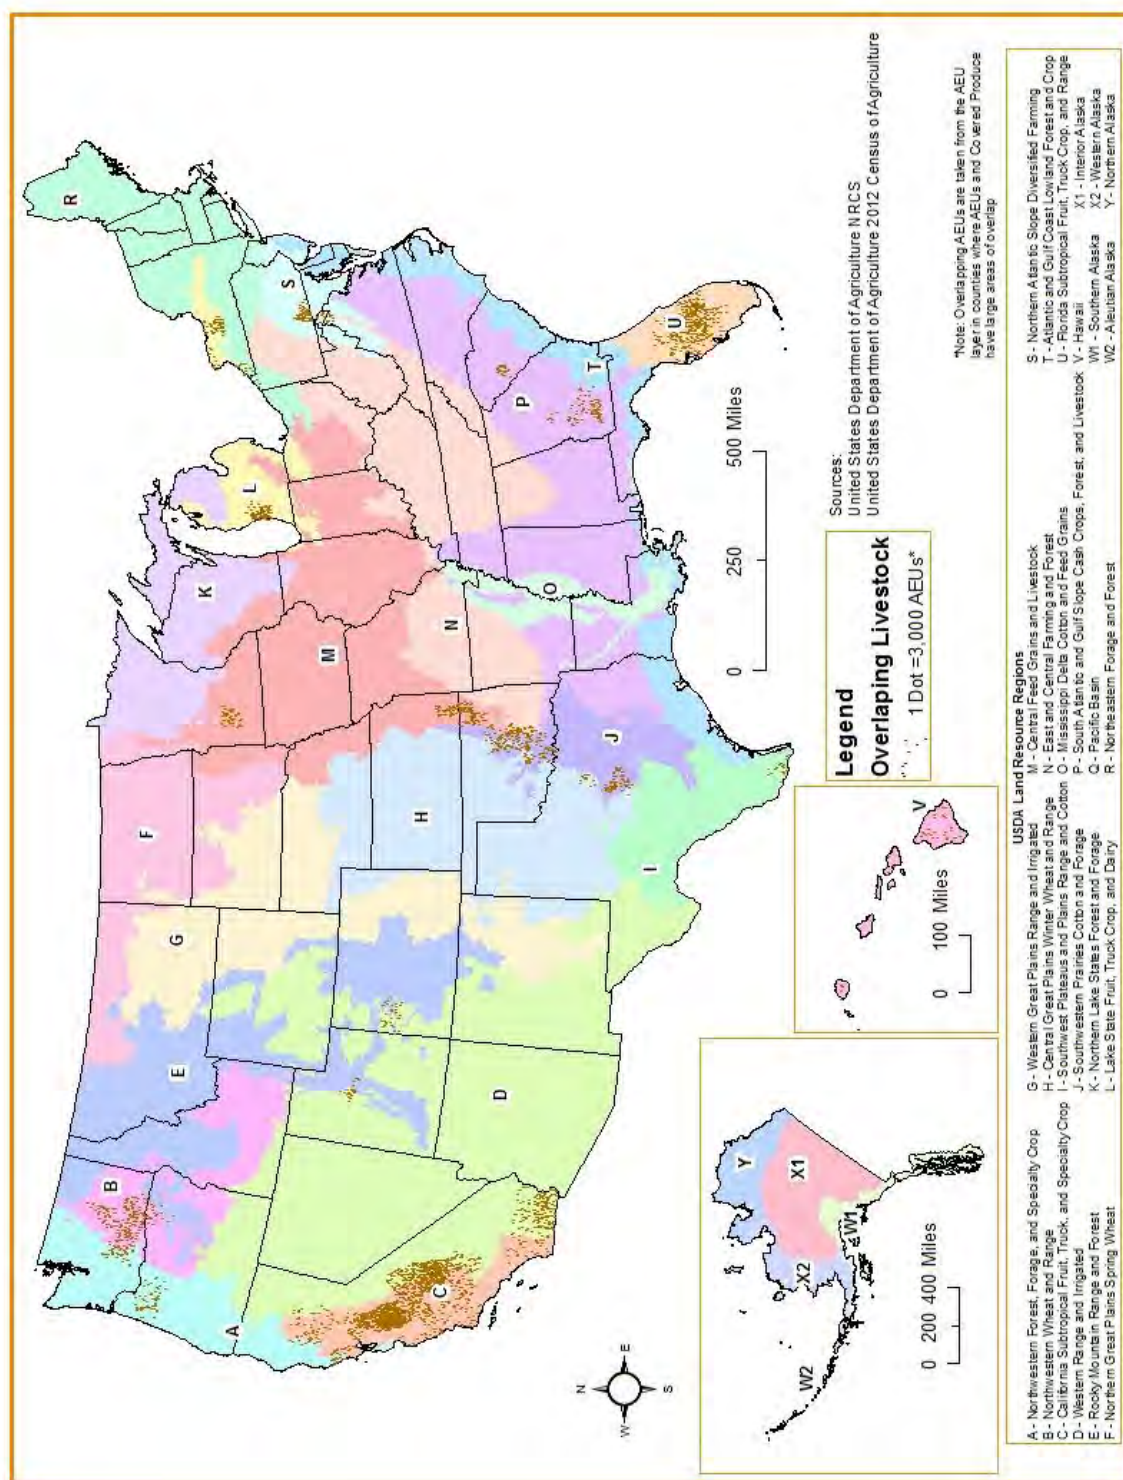 R
S
K
L
F
M
N
P
T
U
O
G
E
H
J
I
B
D
A
C
N
W
E
S
0
250
500 Miles
Sources:
United States Department of Agriculture NRCS
United States Department of Agriculture 2012 Census of Agriculture
*Note: Overlapping AEUs are taken from the AEU
layer in counties where AEUs and Covered Produce
have large areas of overlap
Legend
Overlaping Livestock
1 Dot =3,000 AEUs*
Y
X1
X2
W1
W2
0 200 400 Miles
V
0
100 Miles
USDA Land Resource Regions
A - Northwestern Forest, Forage, and Specialty Crop
B - Northwestern Wheat and Range
C - California Subtropical Fruit, Truck, and Specialty Crop
D - Western Range and Irrigated
E - Rocky Mountain Range and Forest
F - Northern Great Plains Spring Wheat
G - Western Great Plains Range and Irrigated
H - Central Great Plains Winter Wheat and Range
I - Southwest Plateaus and Plains Range and Cotton
J - Southwestern Prairies Cotton and Forage
K - Northern Lake States Forest and Forage
L - Lake State Fruit, Truck Crop, and Dairy
M - Central Feed Grains and Livestock
N - East and Central Farming and Forest
O - Mississippi Delta Cotton and Feed Grains
P - South Atlantic and Gulf Slope Cash Crops, Forest, and Livestock
Q - Pacific Basin
R - Northeastern Forage and Forest
S - Northern Atlantic Slope Diversified Farming
T - Atlantic and Gulf Coast Lowland Forest and Crop
U - Florida Subtropical Fruit, Truck Crop, and Range
V - Hawaii
W1 - Southern Alaska
W2 - Aleutian Alaska
X1 - Interior Alaska
X2 - Western Alaska
Y - Northern Alaska